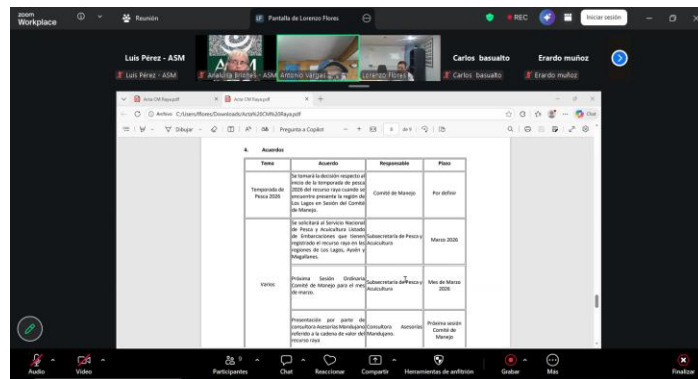 zoom
Workplace
Reunión
LF Pantalla de Lorenzo Flores
REC
Iniciar sesión
Luis Pérez - ASM
Carlos basualto
Erardo muñoz
Luis Pérez - ASM
Analuza Briones - ASM
Antonio Vargas
Lorenzo Flores
Carlos basualto
Erardo muñoz
Acta CM Raya.pdf
Acta CM Raya.pdf
Archivo C:/Users/lflores/Downloads/Acta%20CM%20Raya.pdf
Chat
Dibujar
Pregunta a Copilot
4. Acuerdos
Tema Acuerdo Responsable Plazo
Temporada de Pesca 2026
Se tomará la decisión respecto al
inicio de la temporada de pesca
2026 del recurso raya cuando se
encuentre presente la región de
Los Lagos en Sesión del Comité
de Manejo.
Comité de Manejo
Por definir
Varios
Se solicitará al Servicio Nacional
de Pesca y Acuicultura Listado
de Embarcaciones que tienen
registrado el recurso raya en las
regiones de Los Lagos, Aysén y
Magallanes.
Subsecretaría de Pesca y
Acuicultura
Marzo 2026
Próxima Sesión Ordinaria
Comité de Manejo para el mes
de marzo.
Subsecretaría de Pesca y
Acuicultura
Mes de Marzo
2026
Presentación por parte de
consultora Asesorías Mandujano
referido a la cadena de valor del
recurso raya
Consultora Asesorías
Mandujano.
Próxima sesión
Comité de
Manejo
Audio
Vídeo
Participantes
9
Chat
Reaccionar
Compartir
Herramientas de anfitrión
Grabar
Más
Finalizar